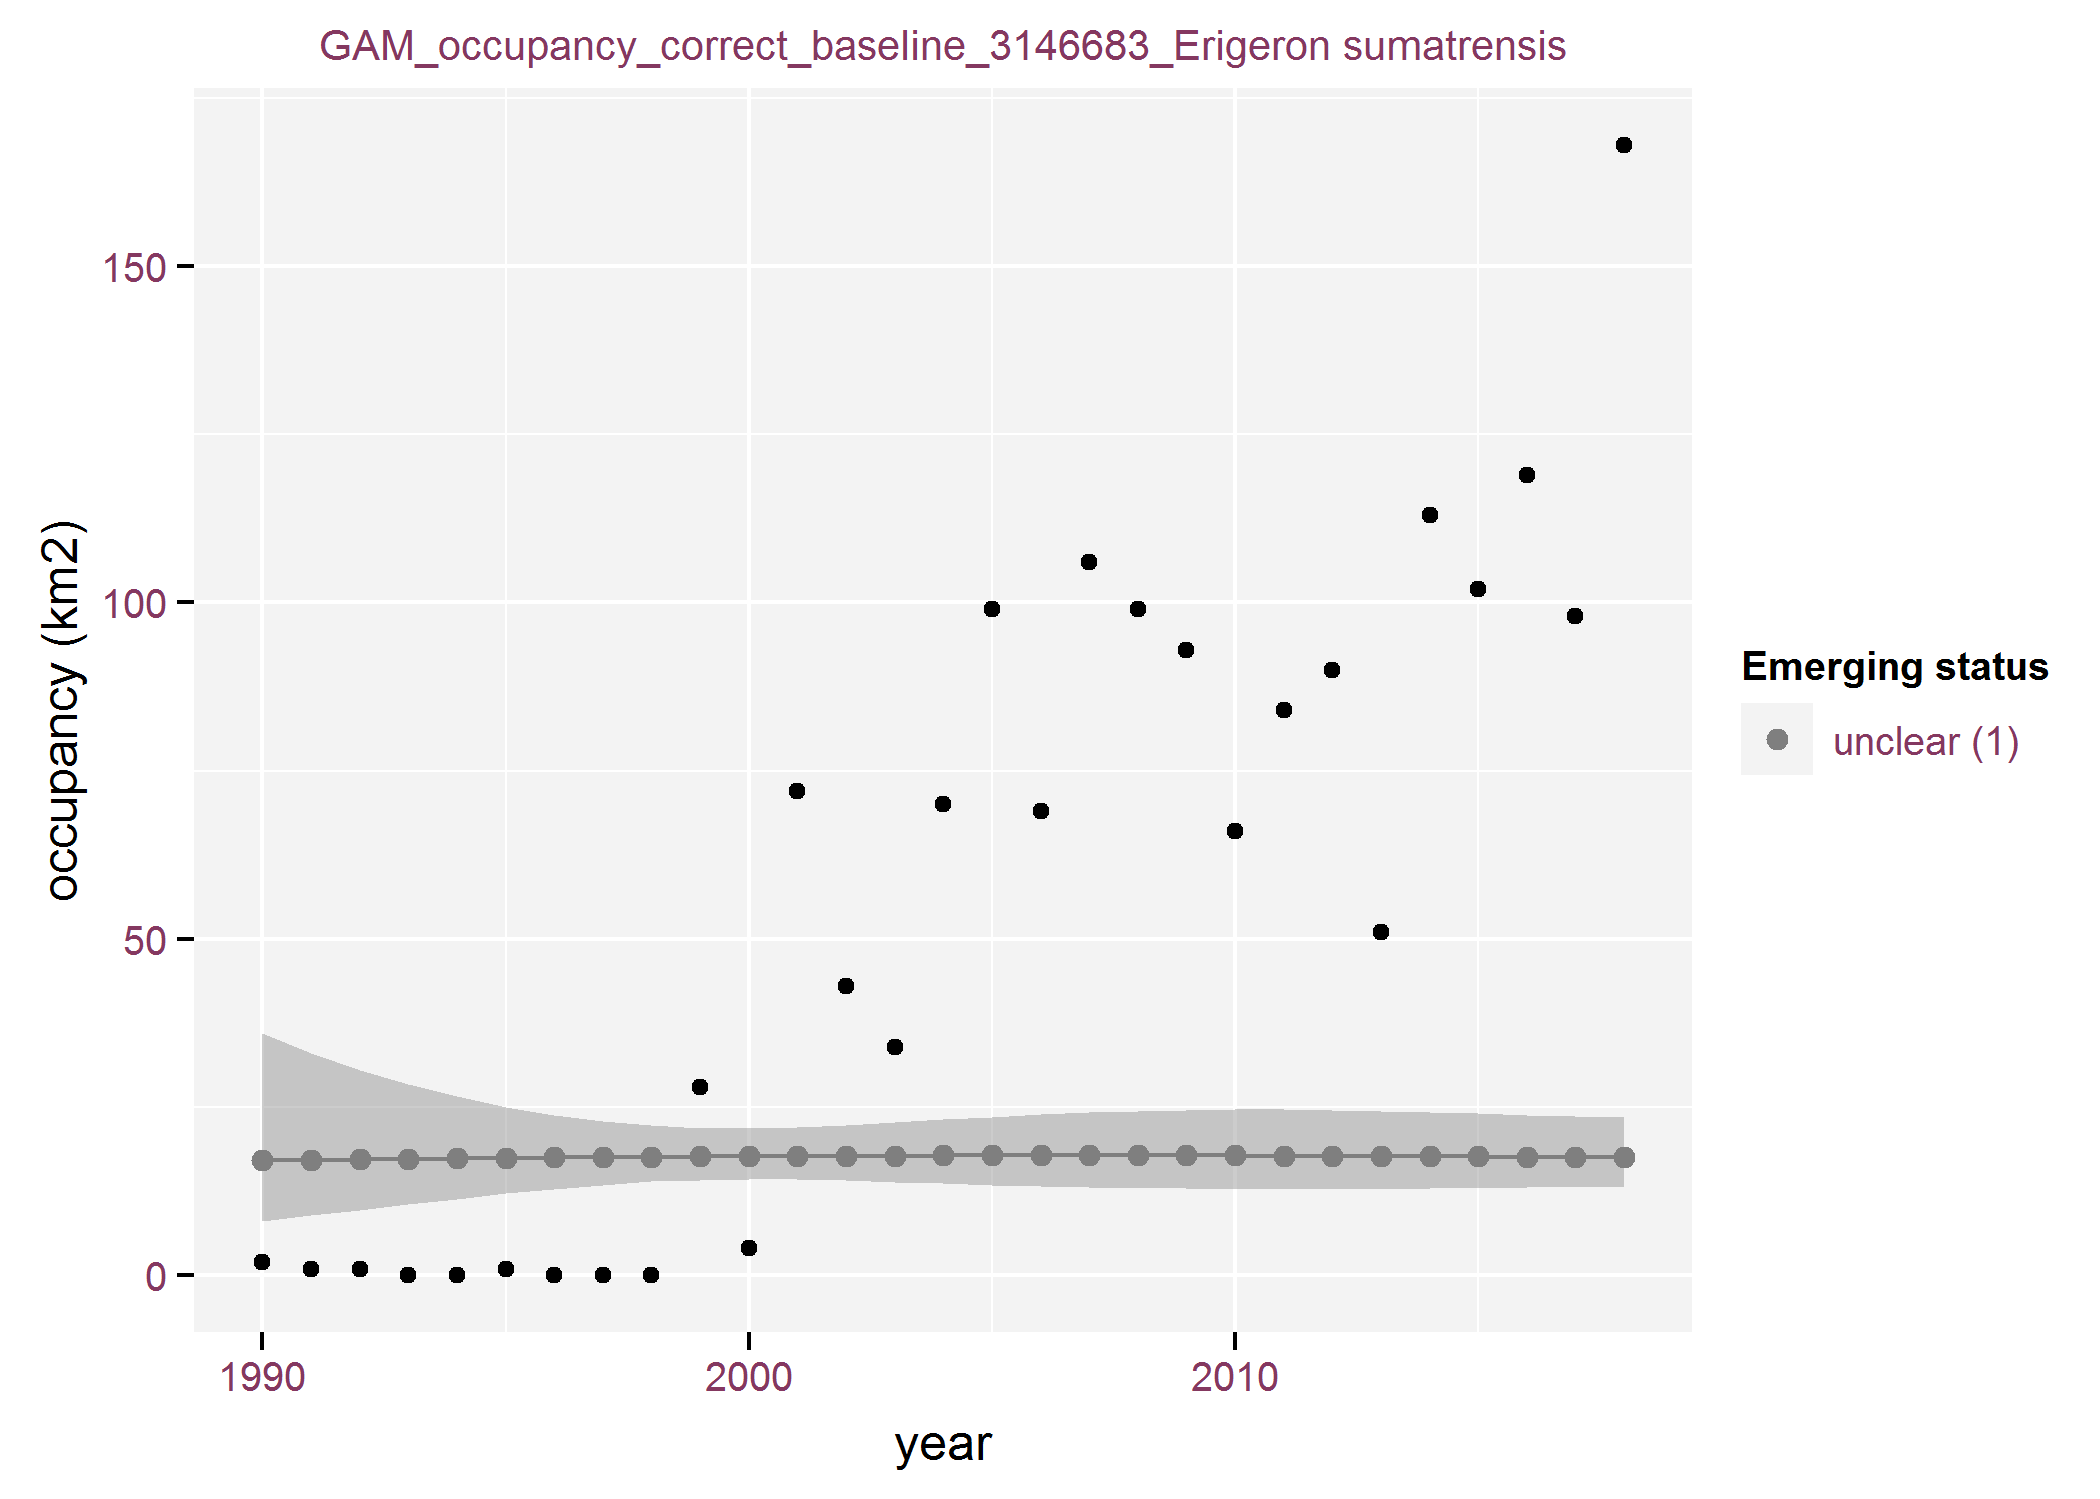 GAM_occupancy_correct_baseline_3146683_Erigeron sumatrensis
150
100
50
0
occupancy (km2)
1990 2000 2010
year
Emerging status
unclear (1)